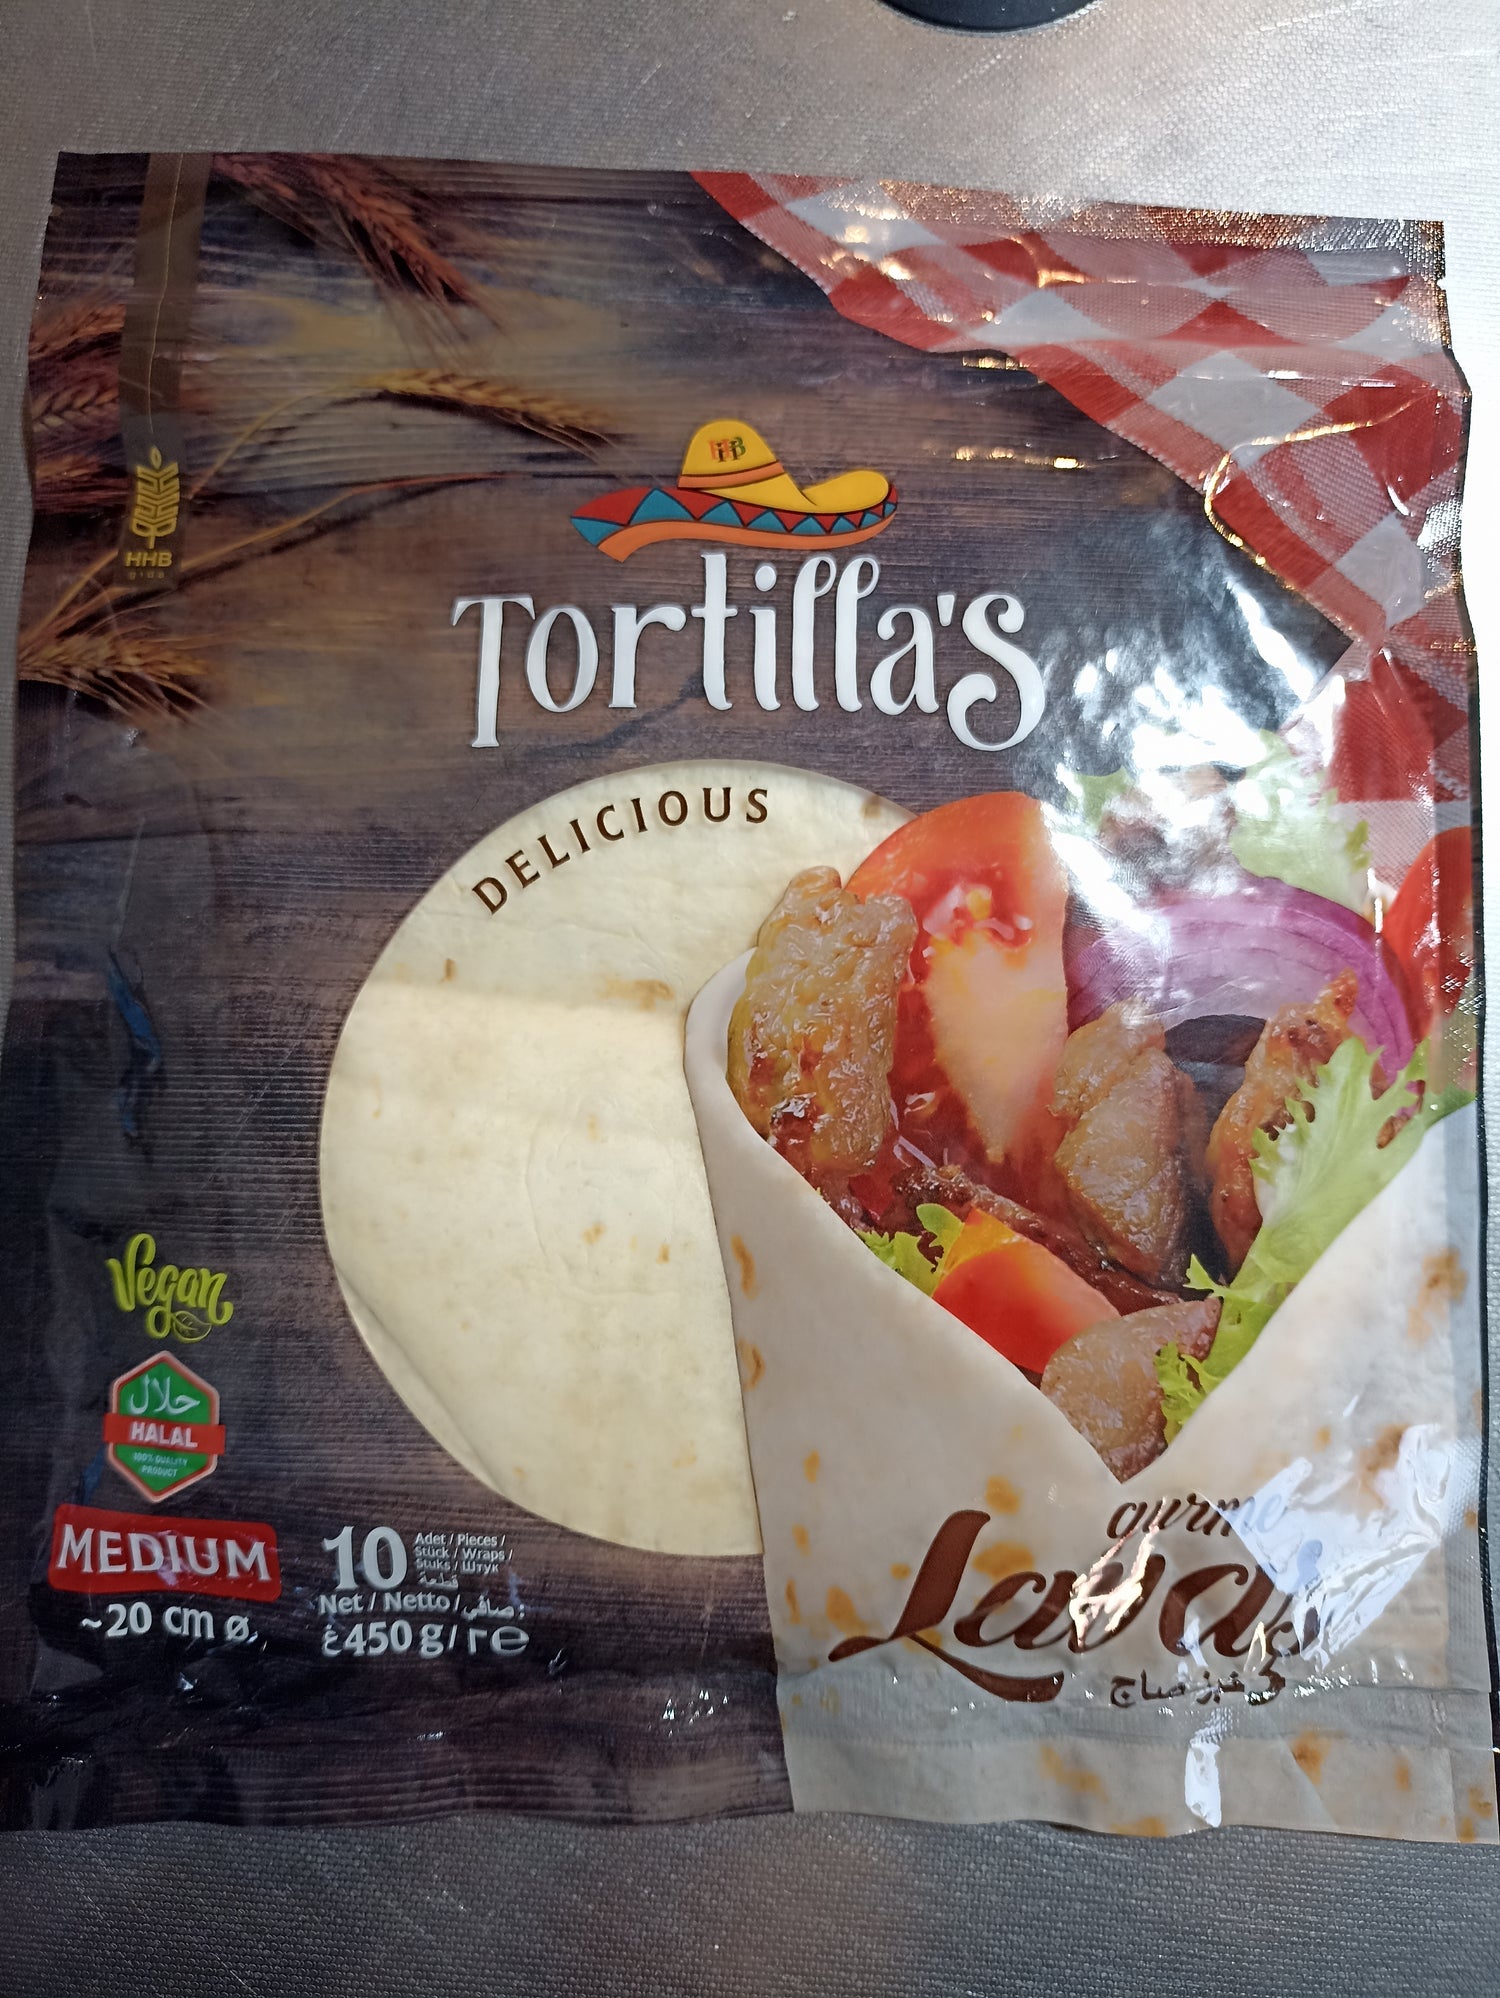 HHB
Tortilla's
HHB
gıda
DELICIOUS
Vegan
حلال
HALAL
100% QUALITY
PRODUCT
MEDIUM
~20 cm ø
10
Adet / Pieces /
Stück / Wraps /
Stuks / Штук
قطعة
Net / Netto / صافي:
450 g / г e
gurme
Lavaş
خبز صاج